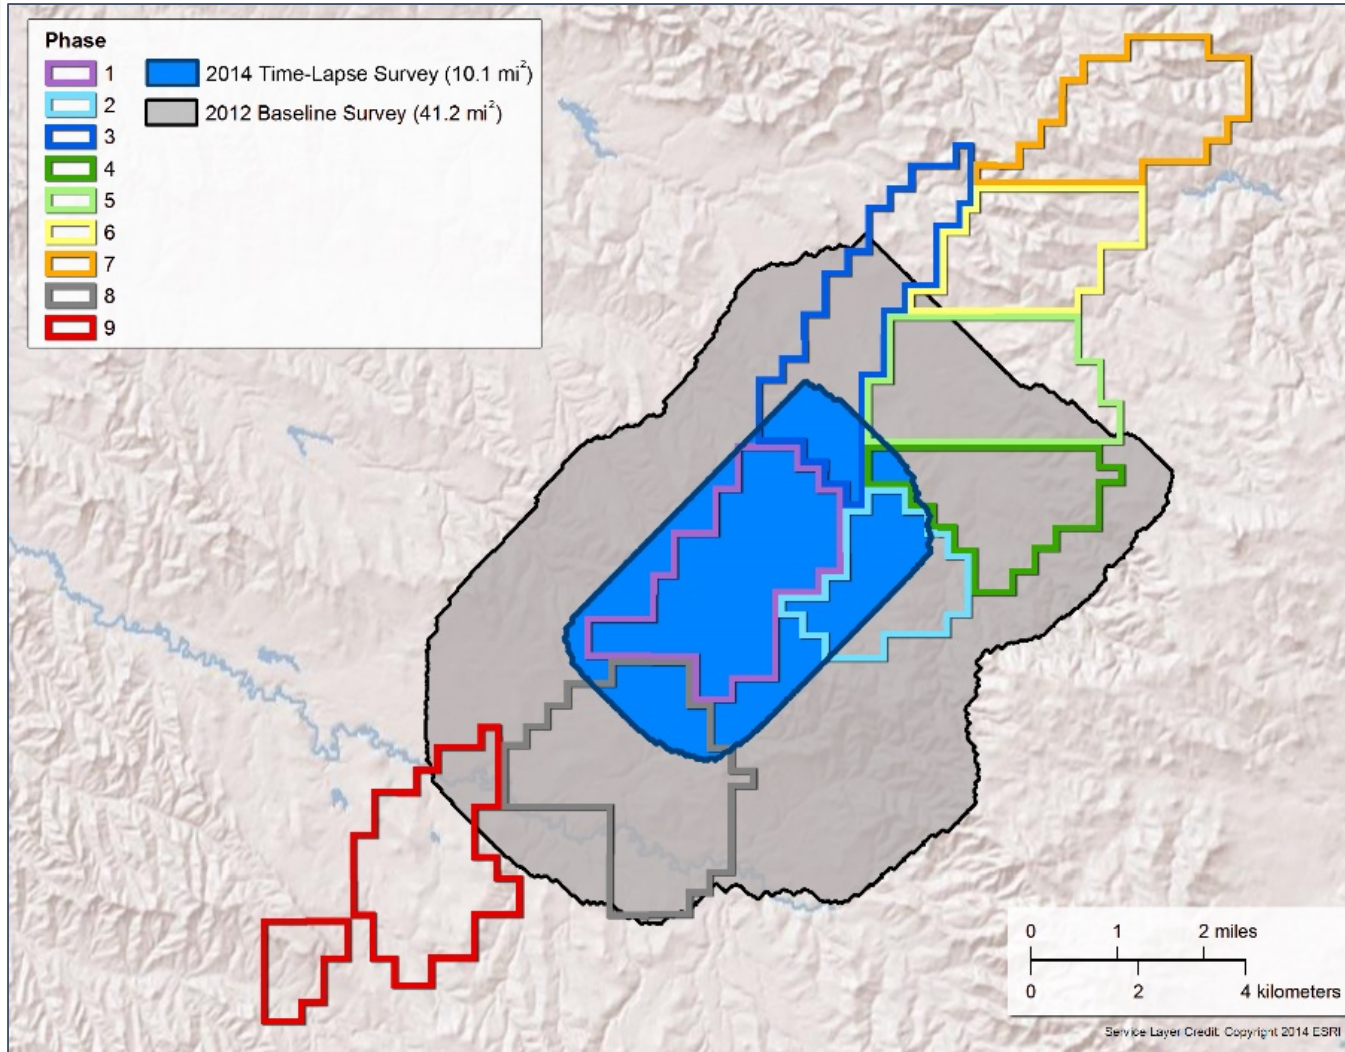 Phase
1
2
3
4
5
6
7
8
9
2014 Time-Lapse Survey (10.1 mi²)
2012 Baseline Survey (41.2 mi²)
0 1 2 miles
0 2 4 kilometers
Service Layer Credit: Copyright 2014 ESRI